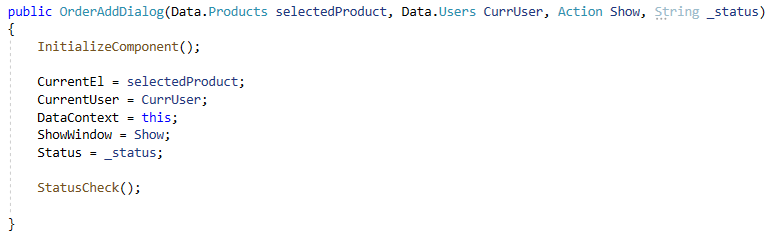 public OrderAddDialog(Data.Products selectedProduct, Data.Users CurrUser, Action Show, String _status)
{
InitializeComponent();
CurrentEl = selectedProduct;
CurrentUser = CurrUser;
DataContext = this;
ShowWindow = Show;
Status = _status;
StatusCheck();
}